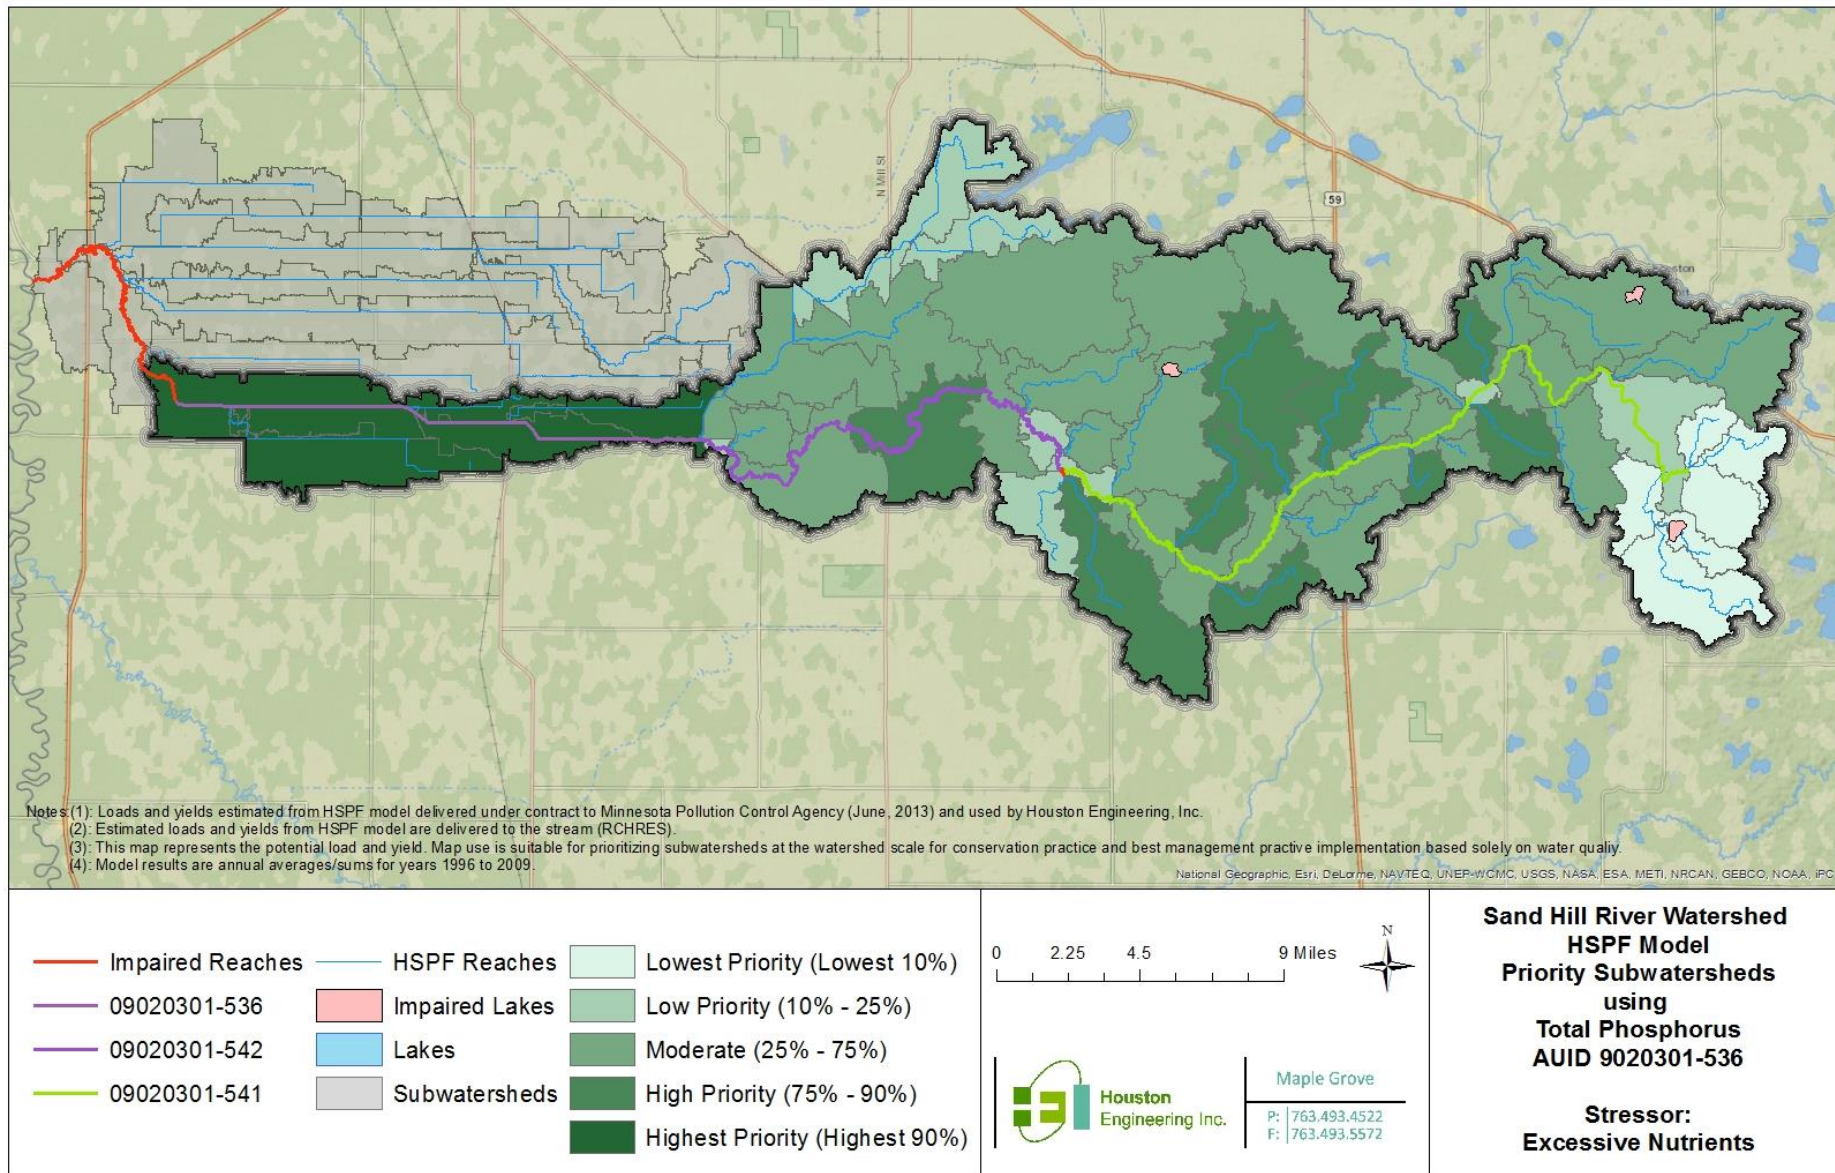 N Mill St
59
Notes:(1): Loads and yields estimated from HSPF model delivered under contract to Minnesota Pollution Control Agency (June, 2013) and used by Houston Engineering, Inc.
(2): Estimated loads and yields from HSPF model are delivered to the stream (RCHRES).
(3): This map represents the potential load and yield. Map use is suitable for prioritizing subwatersheds at the watershed scale for conservation practice and best management practive implementation based solely on water qualiy.
(4): Model results are annual averages/sums for years 1996 to 2009.
National Geographic, Esri, DeLorme, NAVTEQ, UNEP-WCMC, USGS, NASA, ESA, METI, NRCAN, GEBCO, NOAA, iPC
Impaired Reaches
09020301-536
09020301-542
09020301-541
HSPF Reaches
Impaired Lakes
Lakes
Subwatersheds
Lowest Priority (Lowest 10%)
Low Priority (10% - 25%)
Moderate (25% - 75%)
High Priority (75% - 90%)
Highest Priority (Highest 90%)
0 2.25 4.5 9 Miles
N
Houston
Engineering Inc.
Maple Grove
P: 763.493.4522
F: 763.493.5572
Sand Hill River Watershed
HSPF Model
Priority Subwatersheds
using
Total Phosphorus
AUID 9020301-536
Stressor:
Excessive Nutrients